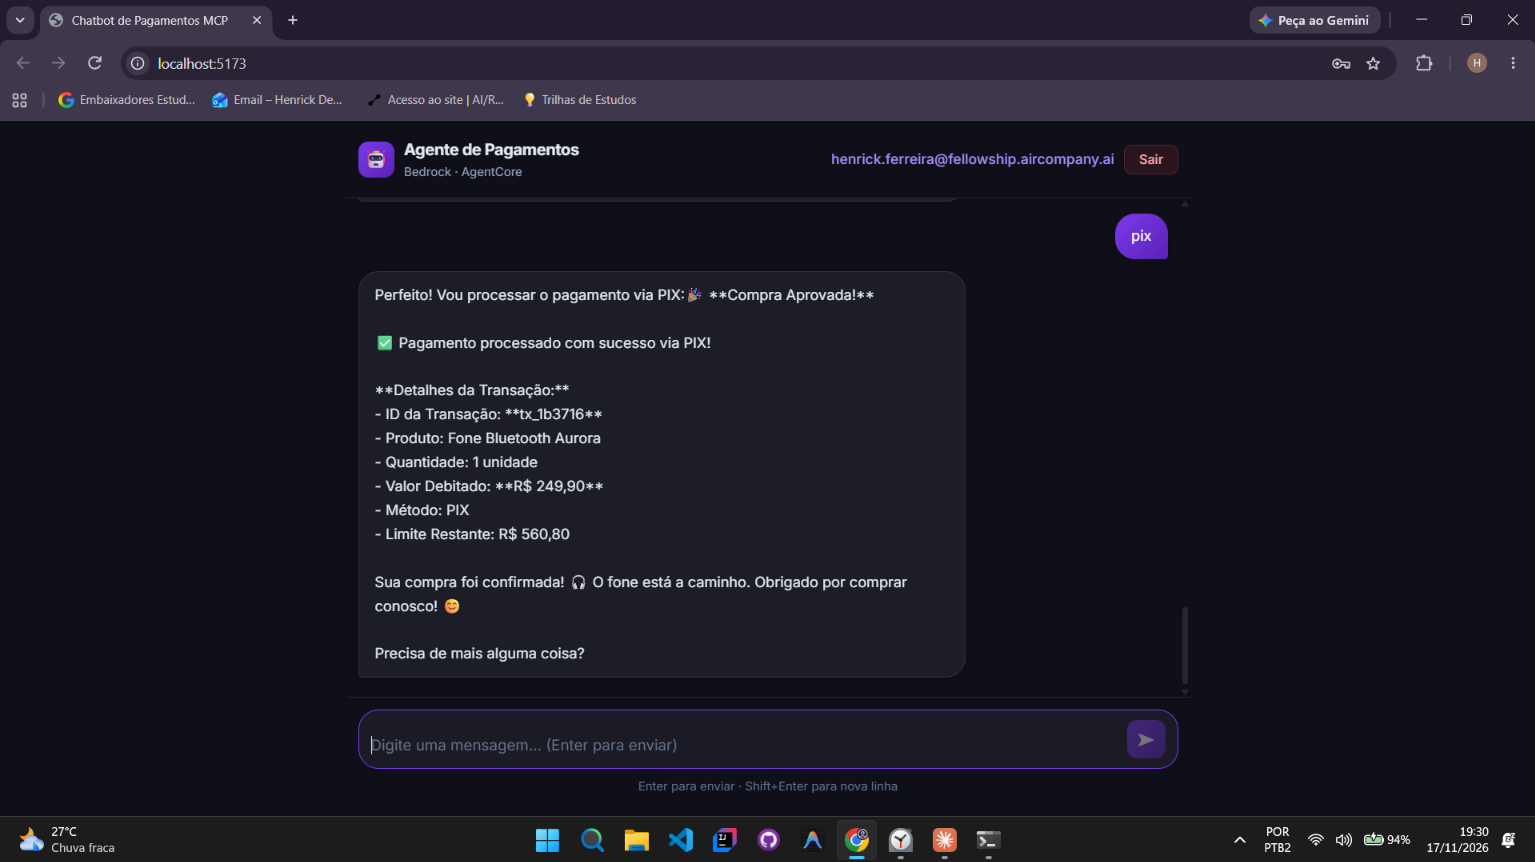 Chatbot de Pagamentos MCP
Peça ao Gemini
localhost:5173
H
Embaixadores Estud...
Email – Henrick De...
Acesso ao site | AI/R...
Trilhas de Estudos
Agente de Pagamentos
Bedrock · AgentCore
henrick.ferreira@fellowship.aircompany.ai
Sair
pix
Perfeito! Vou processar o pagamento via PIX:🎉 **Compra Aprovada!**
✅ Pagamento processado com sucesso via PIX!
**Detalhes da Transação:**
- ID da Transação: **tx_1b3716**
- Produto: Fone Bluetooth Aurora
- Quantidade: 1 unidade
- Valor Debitado: **R$ 249,90**
- Método: PIX
- Limite Restante: R$ 560,80
Sua compra foi confirmada! 🎧 O fone está a caminho. Obrigado por comprar
conosco! 😊
Precisa de mais alguma coisa?
Digite uma mensagem... (Enter para enviar)
Enter para enviar · Shift+Enter para nova linha
27°C
Chuva fraca
POR
PTB2
94%
19:30
17/11/2026